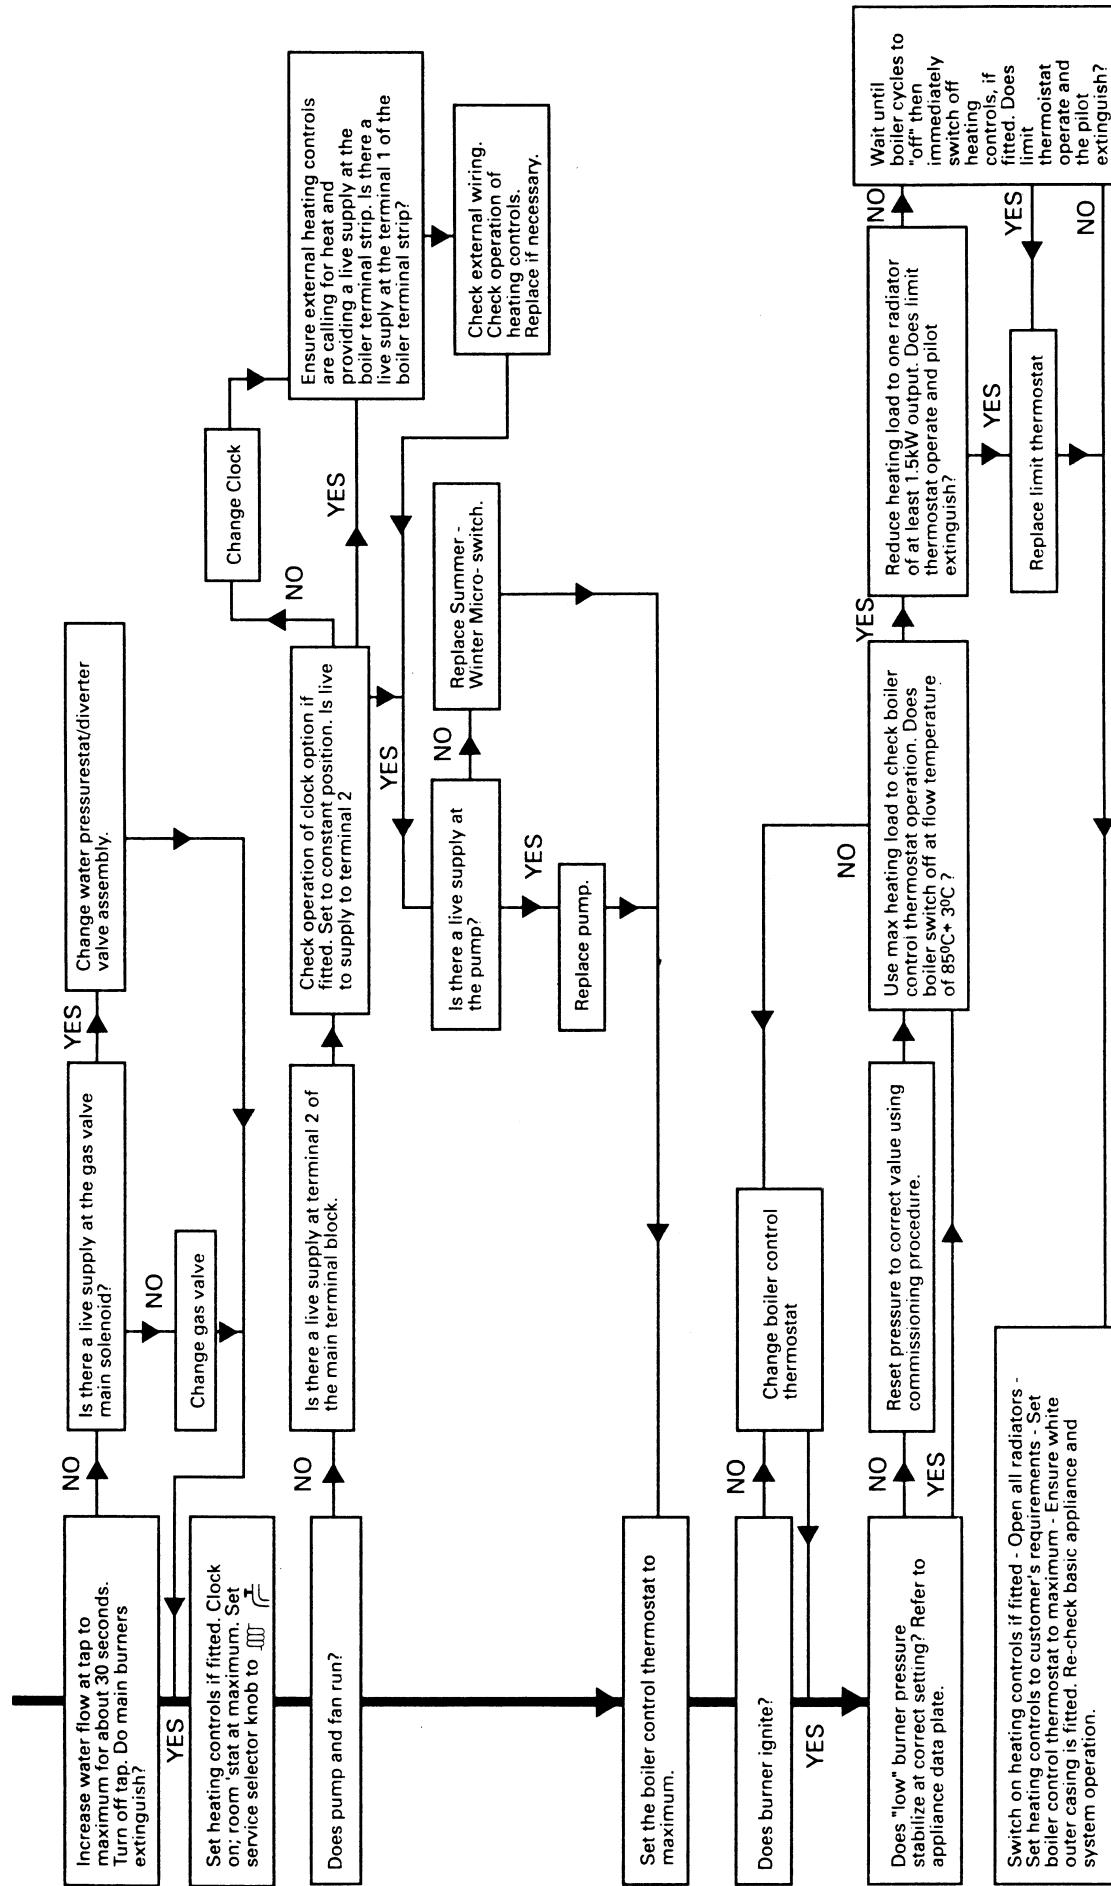 Increase water flow at tap to
maximum for about 30 seconds.
Turn off tap. Do main burners
extinguish?
NO
Is there a live supply at the gas valve
main solenoid?
YES
Change water pressurestat/diverter
valve assembly.
NO
Change gas valve
YES
Set heating controls if fitted. Clock
on; room 'stat at maximum. Set
service selector knob to
Does pump and fan run?
NO
Is there a live supply at terminal 2 of
the main terminal block.
Check operation of clock option if
fitted. Set to constant position. Is live
to supply to terminal 2
NO
Change Clock
YES
Ensure external heating controls
are calling for heat and
providing a live supply at the
boiler terminal strip. Is there a
live suply at the terminal 1 of the
boiler terminal strip?
Check external wiring.
Check operation of
heating controls.
Replace if necessary.
YES
Is there a live supply at
the pump?
NO
Replace Summer -
Winter Micro- switch.
YES
Replace pump.
Set the boiler control thermostat to
maximum.
Does burner ignite?
NO
Change boiler control
thermostat
YES
Does "low" burner pressure
stabilize at correct setting? Refer to
appliance data plate.
NO
Reset pressure to correct value using
commissioning procedure.
YES
Use max heating load to check boiler
control thermostat operation. Does
boiler switch off at flow temperature
of 85⁰C+ 3⁰C ?
NO
YES
Reduce heating load to one radiator
of at least 1.5kW output. Does limit
thermostat operate and pilot
extinguish?
NO
Wait until
boiler cycles to
"off" then
immediately
switch off
heating
controls, if
fitted. Does
limit
thermoistat
operate and
the pilot
extinguish?
YES
YES
Replace limit thermostat
NO
Switch on heating controls if fitted - Open all radiators -
Set heating controls to customer's requirements - Set
boiler control thermostat to maximum - Ensure white
outer casing is fitted. Re-check basic appliance and
system operation.